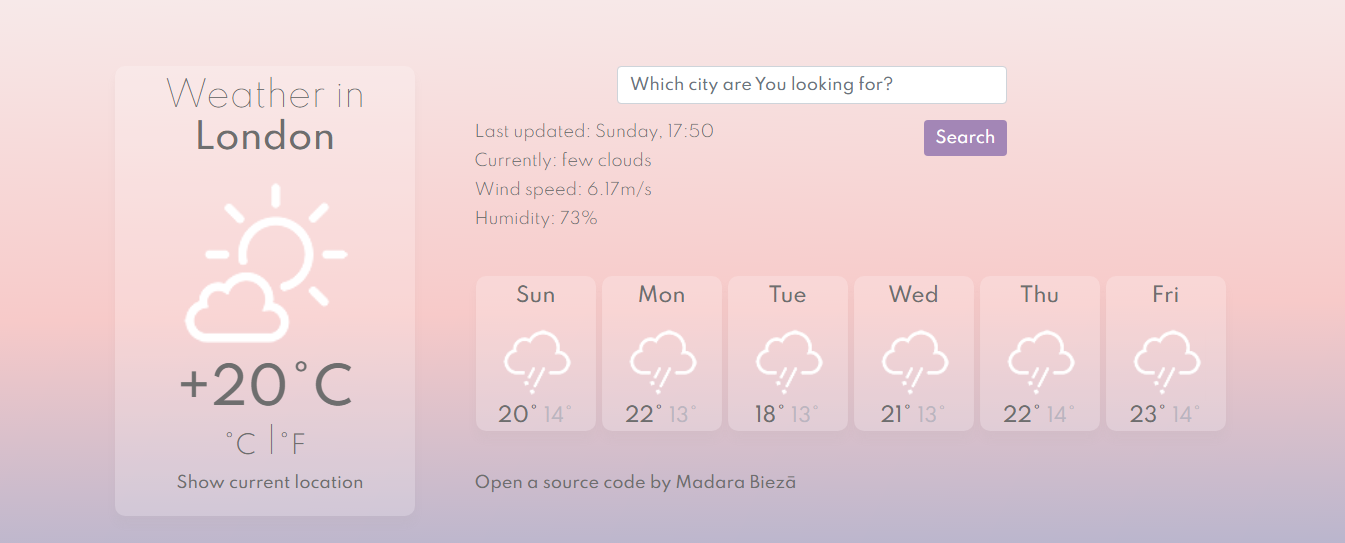 Weather in
London
+20°C
°C |°F
Show current location
Which city are You looking for?
Search
Last updated: Sunday, 17:50
Currently: few clouds
Wind speed: 6.17m/s
Humidity: 73%
Sun Mon Tue Wed Thu Fri
20° 14° 22° 13° 18° 13° 21° 13° 22° 14° 23° 14°
Open a source code by Madara Biezā